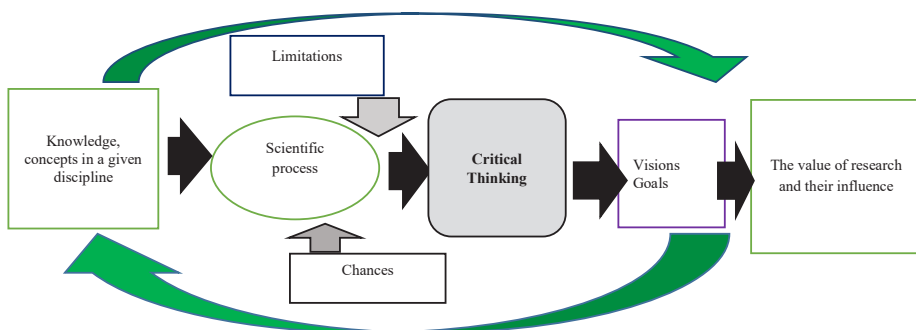 Limitations
Knowledge,
concepts in a given
discipline
Scientific
process
Critical
Thinking
Visions
Goals
The value of research
and their influence
Chances